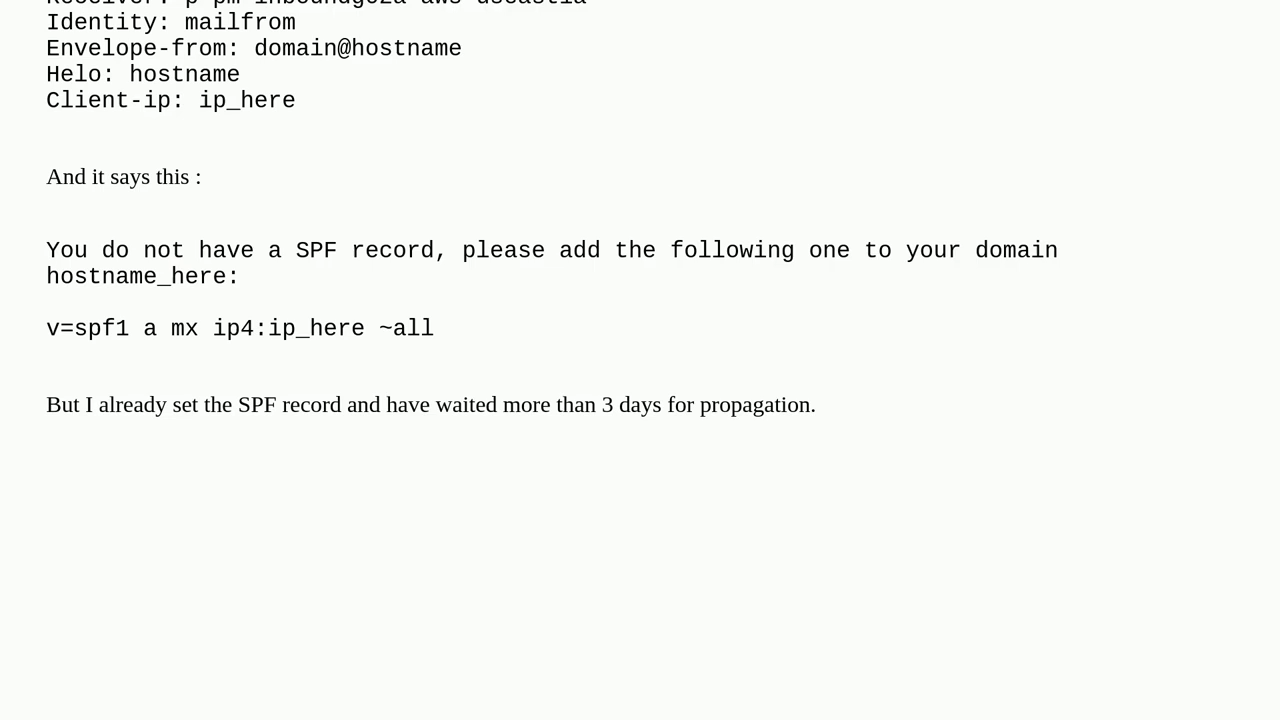 Identity: mailfrom
Envelope-from: domain@hostname
Helo: hostname
Client-ip: ip_here
And it says this :
You do not have a SPF record, please add the following one to your domain
hostname_here:
v=spf1 a mx ip4:ip_here ~all
But I already set the SPF record and have waited more than 3 days for propagation.